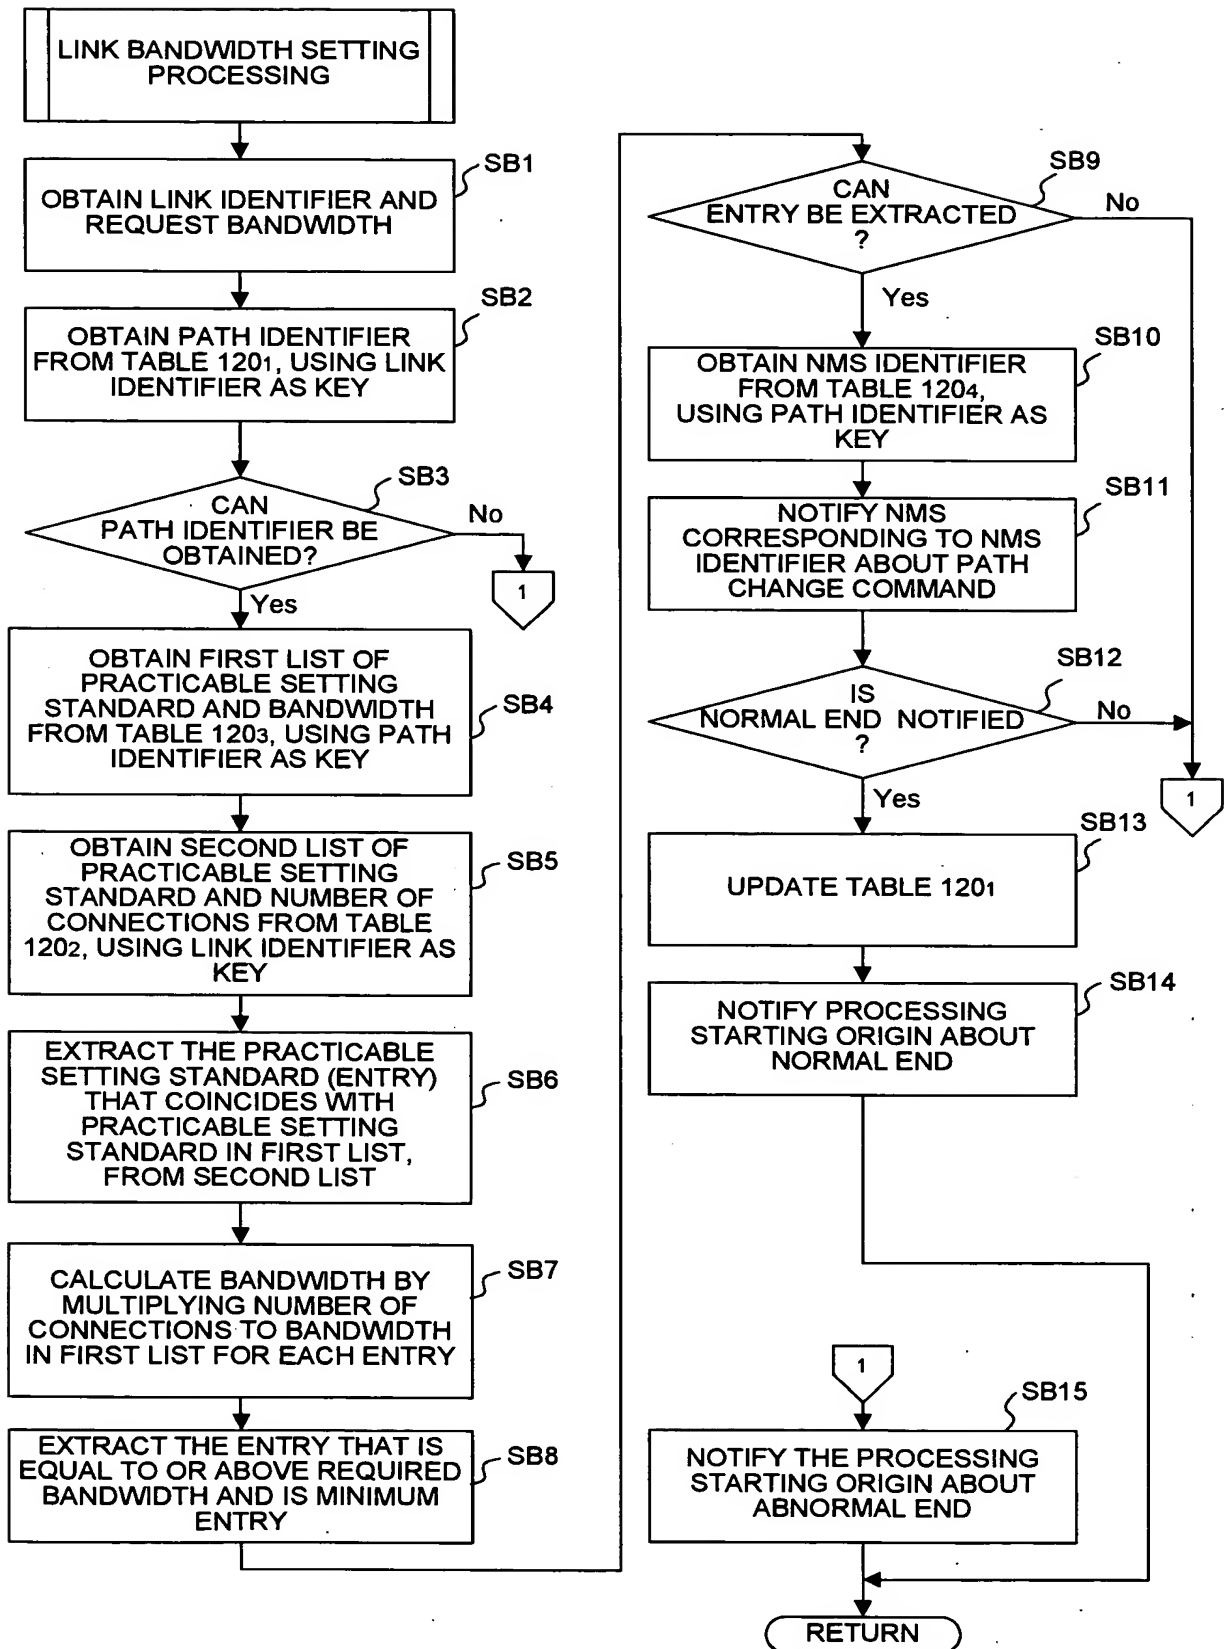 LINK BANDWIDTH SETTING
PROCESSING
SB1
OBTAIN LINK IDENTIFIER AND
REQUEST BANDWIDTH
SB2
OBTAIN PATH IDENTIFIER
FROM TABLE 1201, USING LINK
IDENTIFIER AS KEY
SB3
CAN
PATH IDENTIFIER BE
OBTAINED?
No
1
Yes
OBTAIN FIRST LIST OF
PRACTICABLE SETTING
STANDARD AND BANDWIDTH
FROM TABLE 1203, USING PATH
IDENTIFIER AS KEY
SB4
OBTAIN SECOND LIST OF
PRACTICABLE SETTING
STANDARD AND NUMBER OF
CONNECTIONS FROM TABLE
1202, USING LINK IDENTIFIER AS
KEY
SB5
EXTRACT THE PRACTICABLE
SETTING STANDARD (ENTRY)
THAT COINCIDES WITH
PRACTICABLE SETTING
STANDARD IN FIRST LIST,
FROM SECOND LIST
SB6
CALCULATE BANDWIDTH BY
MULTIPLYING NUMBER OF
CONNECTIONS TO BANDWIDTH
IN FIRST LIST FOR EACH ENTRY
SB7
EXTRACT THE ENTRY THAT IS
EQUAL TO OR ABOVE REQUIRED
BANDWIDTH AND IS MINIMUM
ENTRY
SB8
SB9
CAN
ENTRY BE EXTRACTED
?
No
Yes
SB10
OBTAIN NMS IDENTIFIER
FROM TABLE 1204,
USING PATH IDENTIFIER AS
KEY
SB11
NOTIFY NMS
CORRESPONDING TO NMS
IDENTIFIER ABOUT PATH
CHANGE COMMAND
SB12
IS
NORMAL END NOTIFIED
?
No
1
Yes
SB13
UPDATE TABLE 1201
SB14
NOTIFY PROCESSING
STARTING ORIGIN ABOUT
NORMAL END
1
SB15
NOTIFY THE PROCESSING
STARTING ORIGIN ABOUT
ABNORMAL END
RETURN